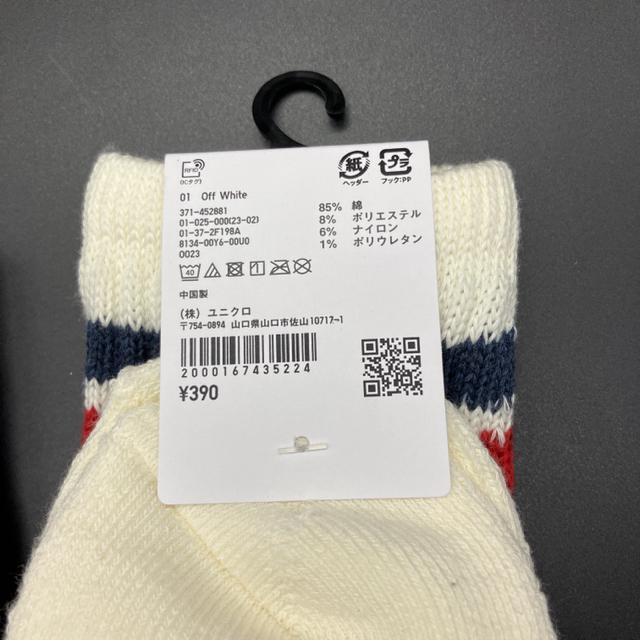 RFID
(ICタグ)
01 Off White
371-452881
01-025-000(23-02)
01-37-2F198A
8134-00Y6-00U0
0023
紙
ヘッダー
プラ
フック:PP
85% 綿
8% ポリエステル
6% ナイロン
1% ポリウレタン
40
中国製
(株) ユニクロ
〒754-0894 山口県山口市佐山10717-1
2000167435224
¥390